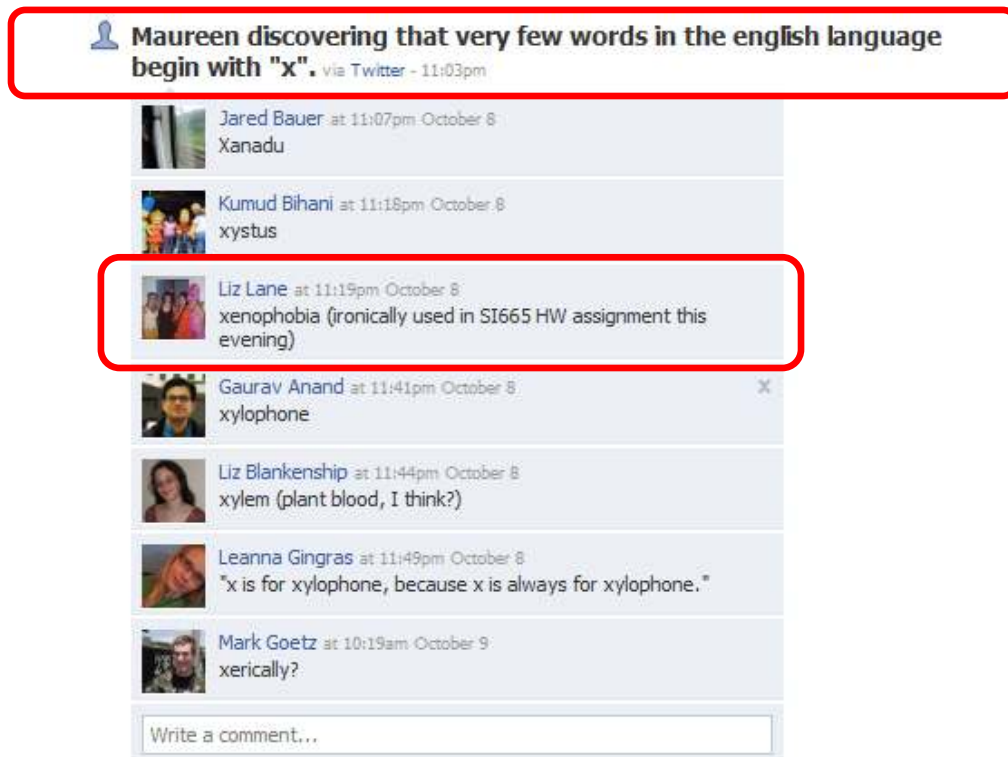 Maureen discovering that very few words in the english language
begin with "x". via Twitter - 11:03pm
Jared Bauer at 11:07pm October 8
Xanadu
Kumud Bihani at 11:18pm October 8
xystus
Liz Lane at 11:19pm October 8
xenophobia (ironically used in SI665 HW assignment this
evening)
Gaurav Anand at 11:41pm October 8
xylophone
Liz Blankenship at 11:44pm October 8
xylem (plant blood, I think?)
Leanna Gingras at 11:49pm October 8
"x is for xylophone, because x is always for xylophone."
Mark Goetz at 10:19am October 9
xerically?
Write a comment...